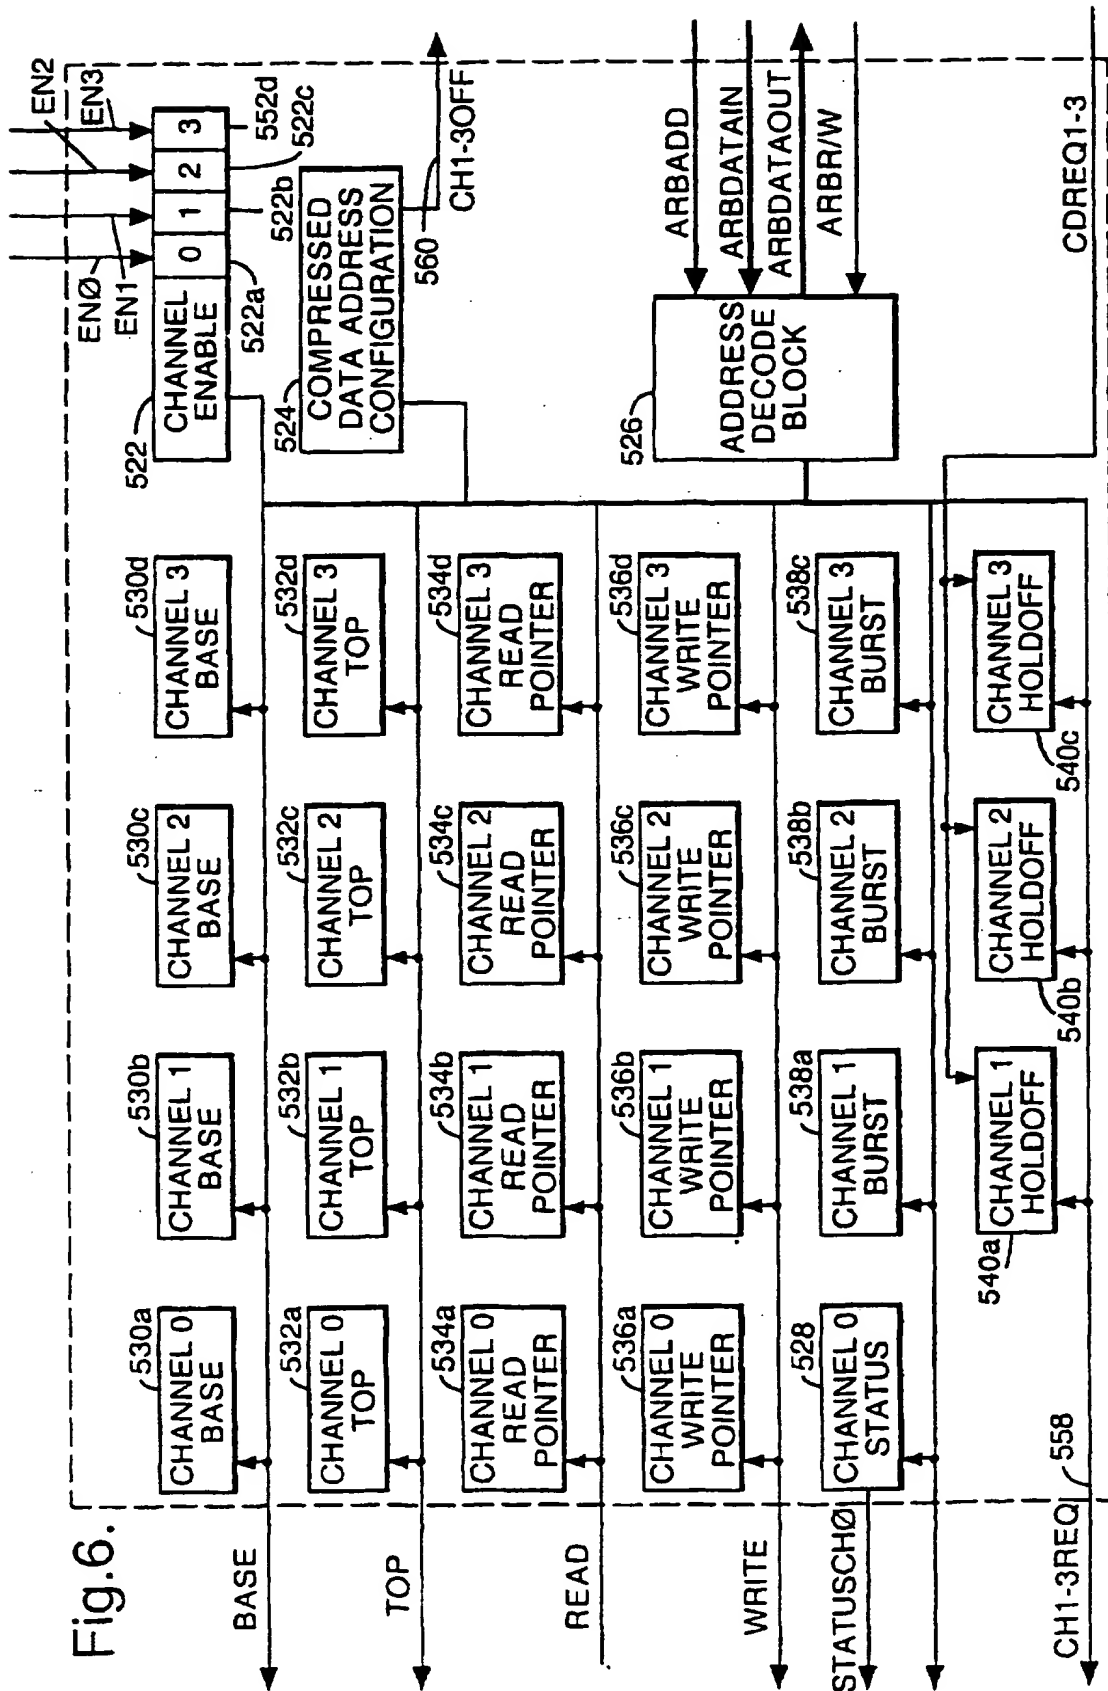 Fig.6.
EN0̸
EN1
EN2
EN3
CHANNEL
ENABLE
0
1
2
3
522
522a
522b
522c
552d
COMPRESSED
DATA ADDRESS
CONFIGURATION
524
560
CH1-3OFF
ADDRESS
DECODE
BLOCK
526
ARBADD
ARBDATAIN
ARBDATAOUT
ARBR/W
CDREQ1-3
BASE
530a
CHANNEL 0
BASE
530b
CHANNEL 1
BASE
530c
CHANNEL 2
BASE
530d
CHANNEL 3
BASE
TOP
532a
CHANNEL 0
TOP
532b
CHANNEL 1
TOP
532c
CHANNEL 2
TOP
532d
CHANNEL 3
TOP
READ
534a
CHANNEL 0
READ
POINTER
534b
CHANNEL 1
READ
POINTER
534c
CHANNEL 2
READ
POINTER
534d
CHANNEL 3
READ
POINTER
WRITE
536a
CHANNEL 0
WRITE
POINTER
536b
CHANNEL 1
WRITE
POINTER
536c
CHANNEL 2
WRITE
POINTER
536d
CHANNEL 3
WRITE
POINTER
STATUSCH0̸
528
CHANNEL 0
STATUS
538a
CHANNEL 1
BURST
538b
CHANNEL 2
BURST
538c
CHANNEL 3
BURST
CH1-3REQ
558
540a
CHANNEL 1
HOLDOFF
540b
CHANNEL 2
HOLDOFF
540c
CHANNEL 3
HOLDOFF